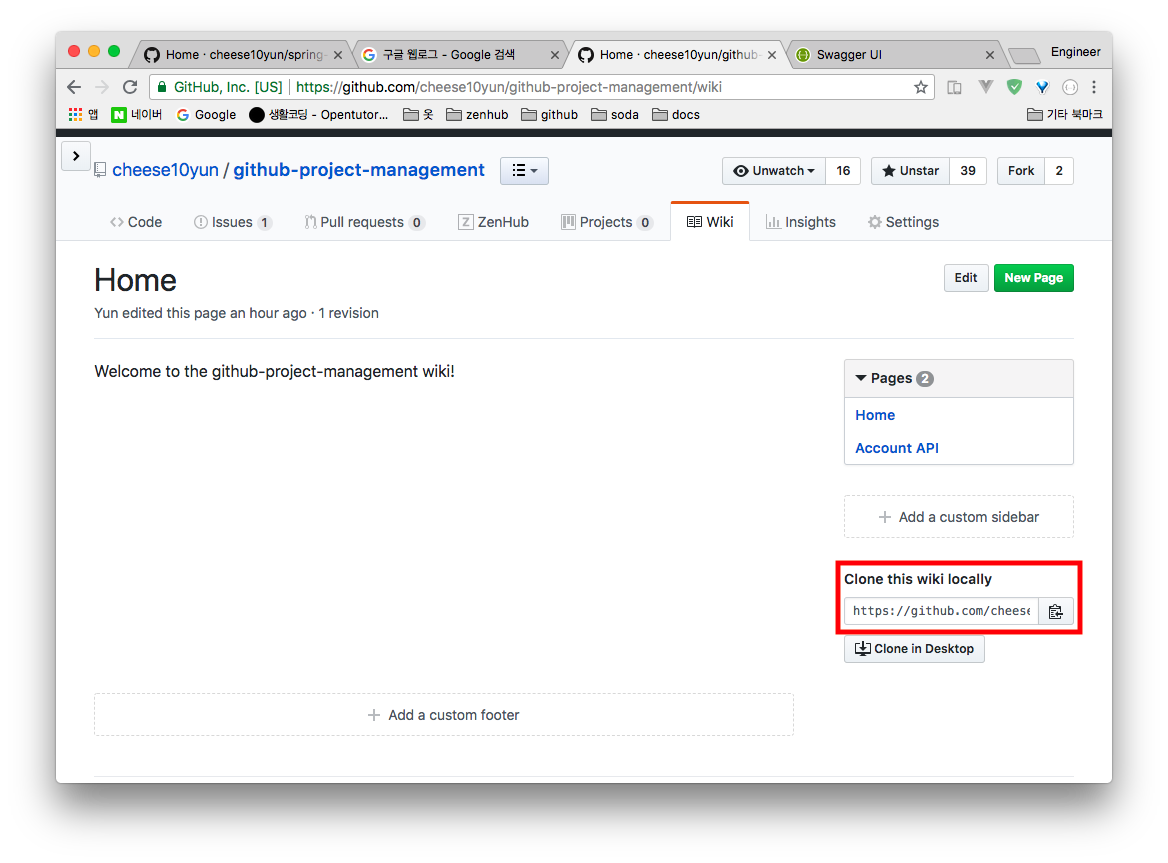 Home · cheese10yun/spring-
구글 웹로그 - Google 검색
Home · cheese10yun/github-
Swagger UI
Engineer
GitHub, Inc. [US] https://github.com/cheese10yun/github-project-management/wiki
앱 네이버 Google 생활코딩 - Opentutor... 옷 zenhub github soda docs 기타 북마크
cheese10yun / github-project-management
Unwatch 16 Unstar 39 Fork 2
Code Issues 1 Pull requests 0 ZenHub Projects 0 Wiki Insights Settings
Home
Edit New Page
Yun edited this page an hour ago · 1 revision
Welcome to the github-project-management wiki!
Pages 2
Home
Account API
+ Add a custom sidebar
Clone this wiki locally
https://github.com/cheese
Clone in Desktop
+ Add a custom footer